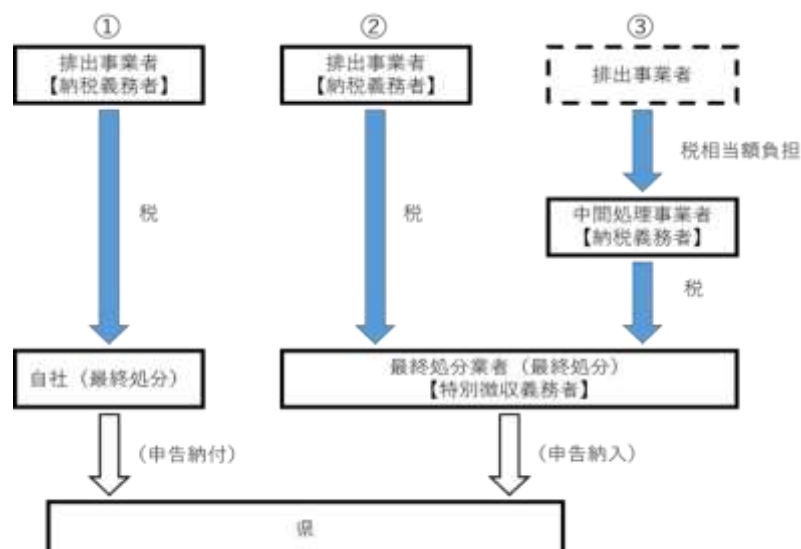 ①
②
③
排出事業者
【納税義務者】
排出事業者
【納税義務者】
排出事業者
税相当額負担
中間処理事業者
【納税義務者】
税
税
税
自社（最終処分）
最終処分業者（最終処分）
【特別徴収義務者】
（申告納付）
（申告納入）
県